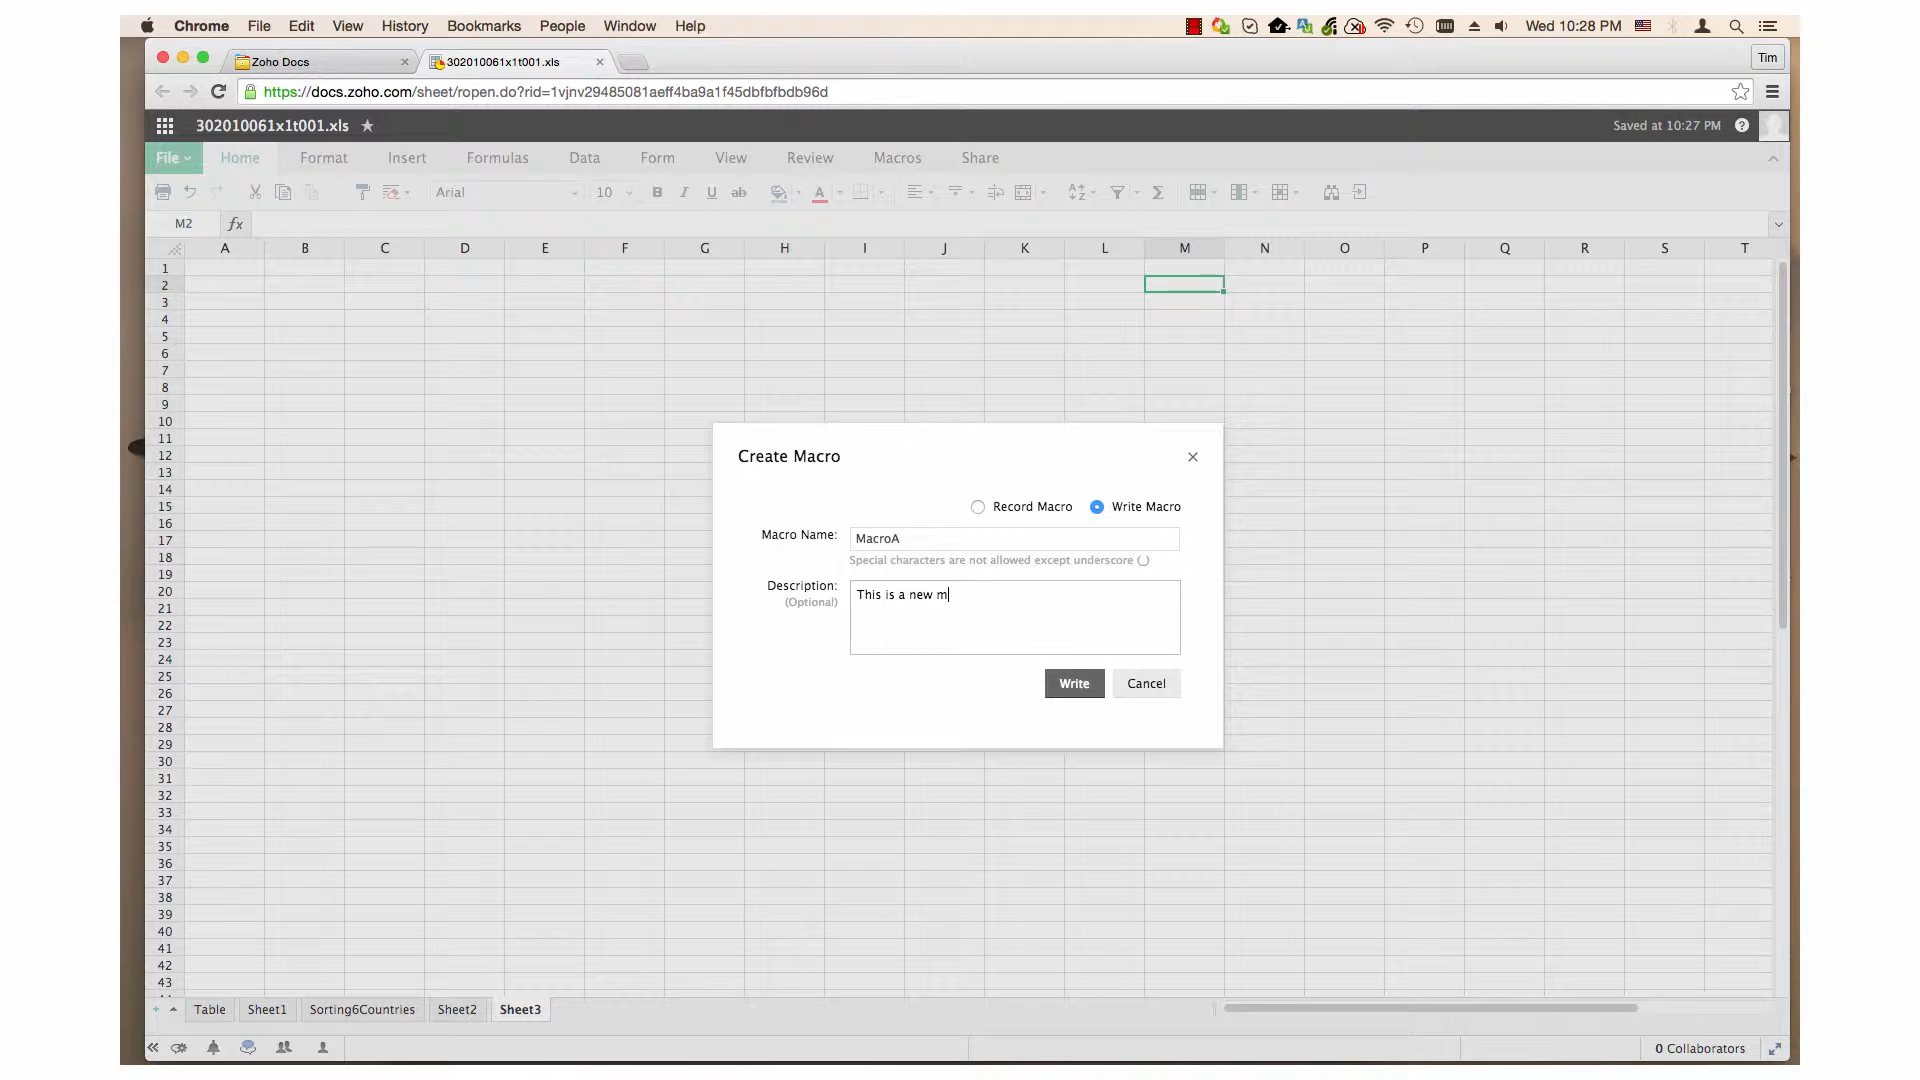 Chrome File Edit View History Bookmarks People Window Help Wed 10:28 PM
Zoho Docs 302010061x1t001.xls Tim
https://docs.zoho.com/sheet/ropen.do?rid=1vjnv29485081aeff4ba9a1f45dbfbfbdb96d
302010061x1t001.xls Saved at 10:27 PM
File Home Format Insert Formulas Data Form View Review Macros Share
Arial 10 B I U ab A
M2 fx
A B C D E F G H I J K L M N O P Q R S T
1
2
3
4
5
6
7
8
9
10
11
12
13
14
15
16
17
18
19
20
21
22
23
24
25
26
27
28
29
30
31
32
33
34
35
36
37
38
39
40
41
42
43
Create Macro
Record Macro Write Macro
Macro Name: MacroA
Special characters are not allowed except underscore (_)
Description: This is a new m
(Optional)
Write Cancel
Table Sheet1 Sorting6Countries Sheet2 Sheet3
0 Collaborators